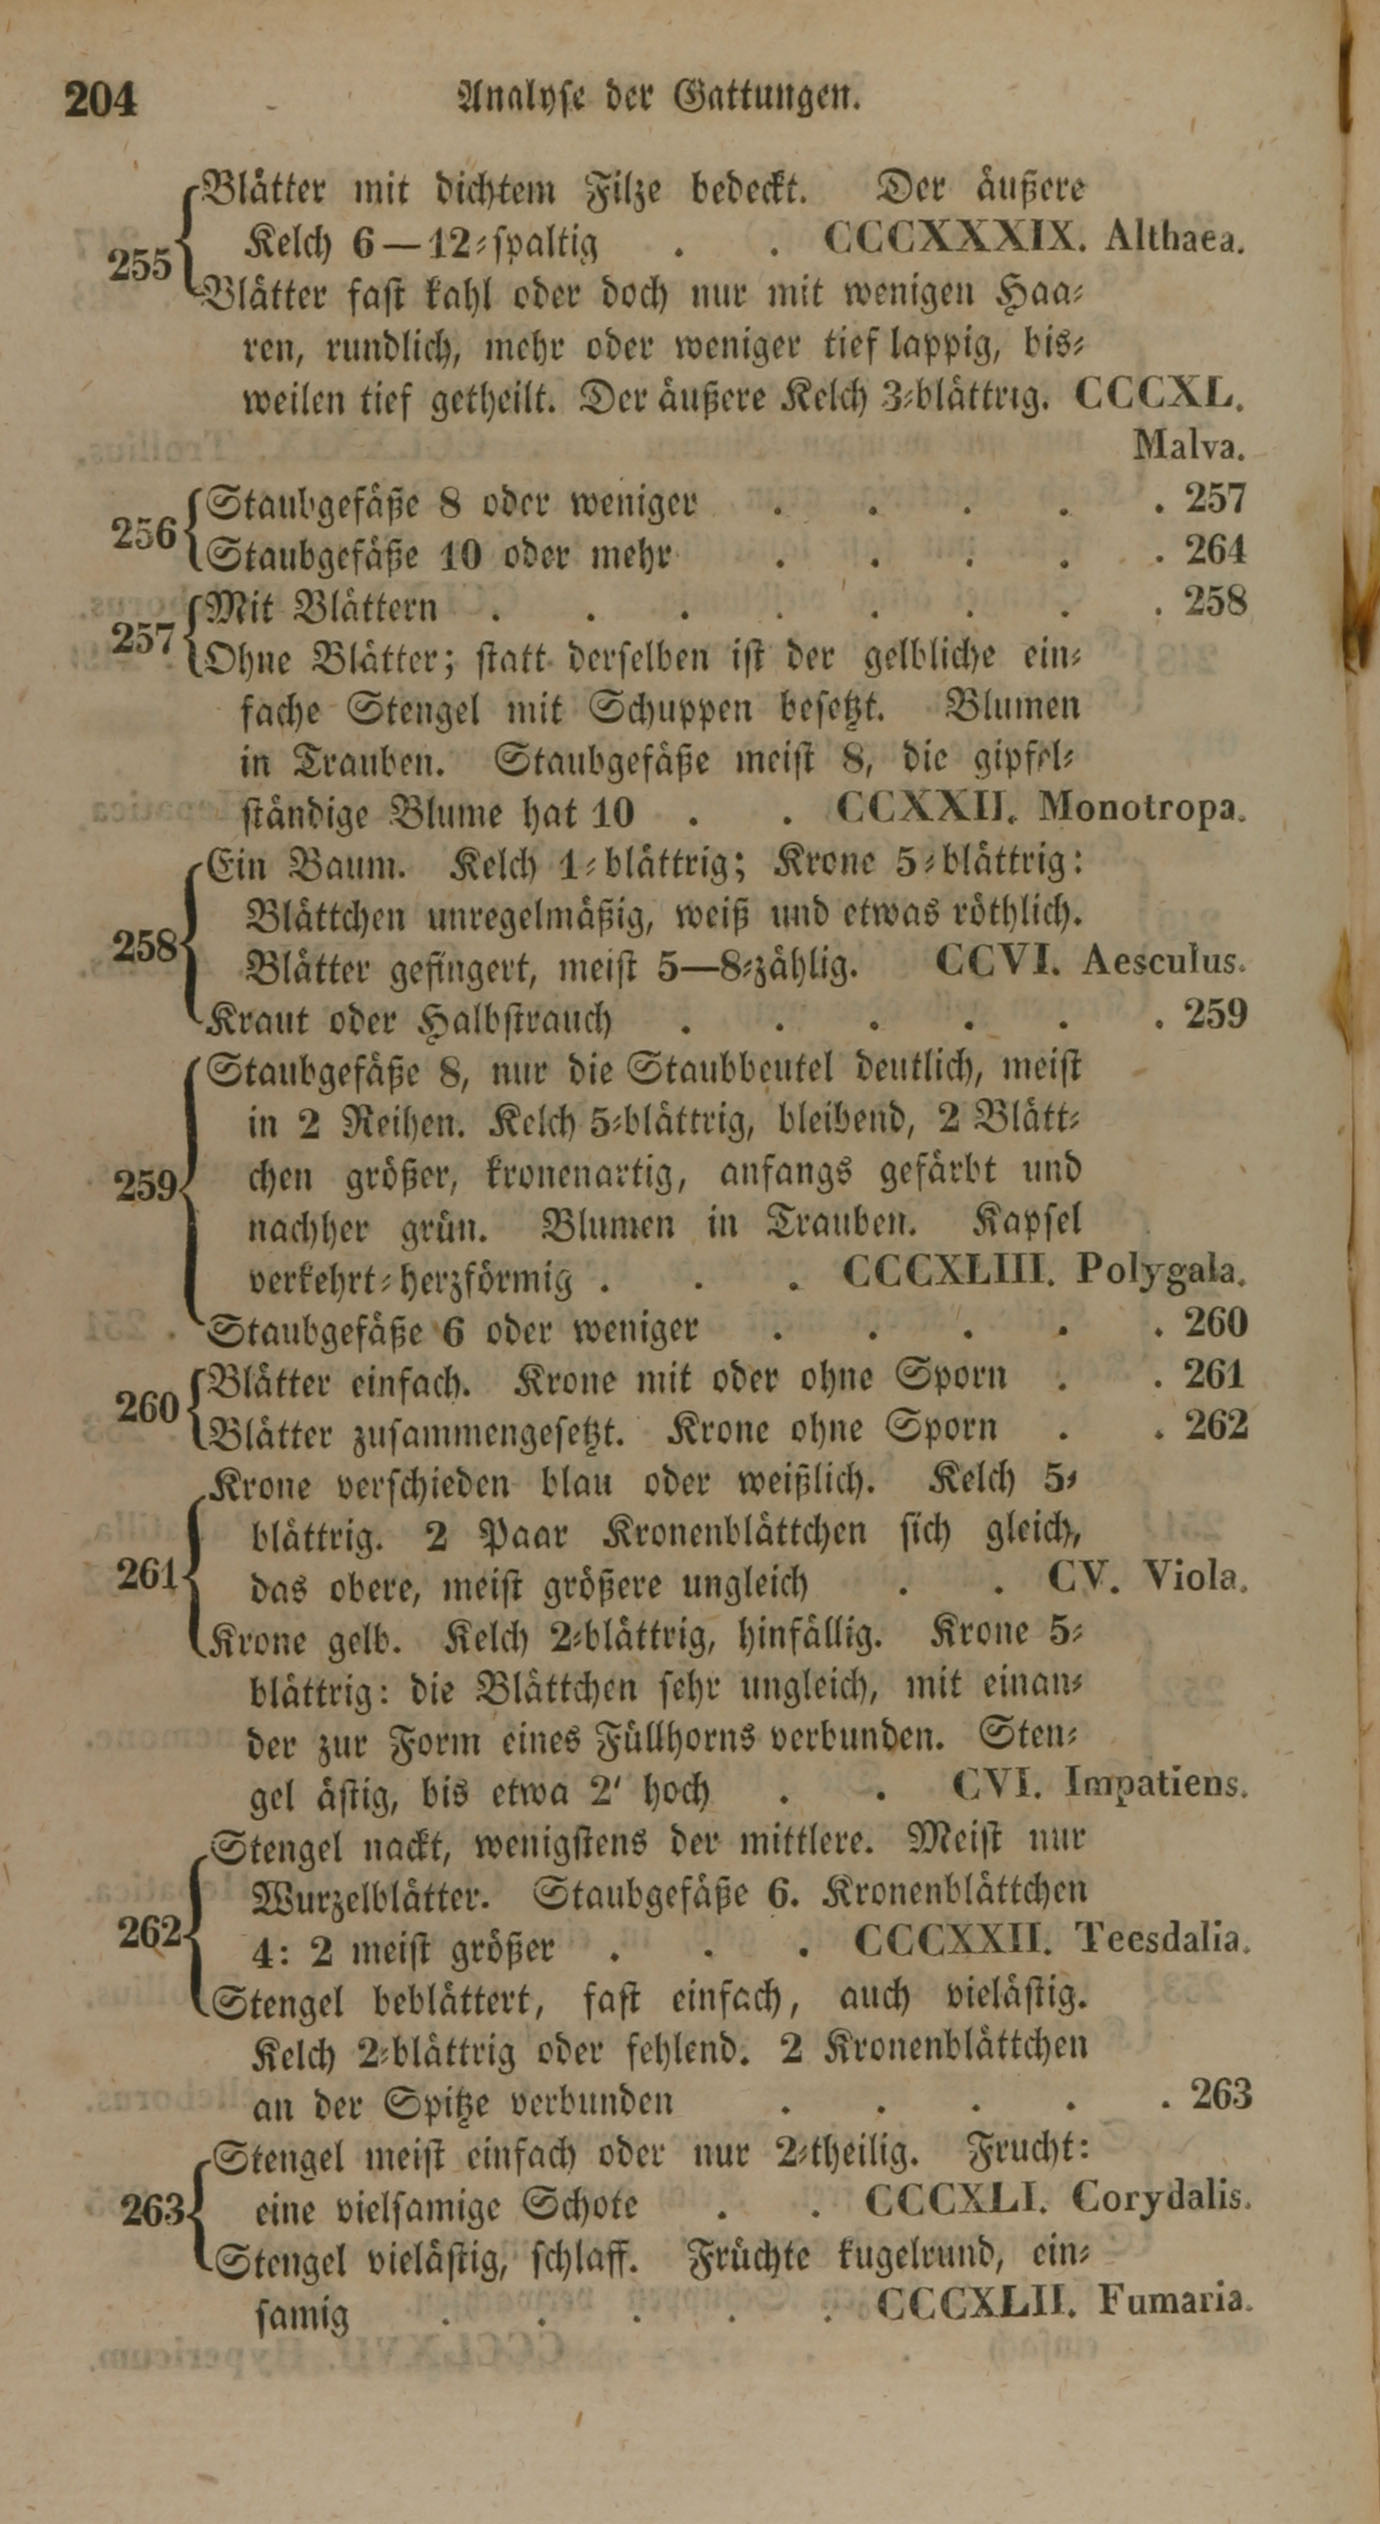 204 Analyse der Gattungen.
Blätter mit dichtem Filze bedeckt. Der äußere
255 Kelch 6—12-spaltig . . CCCXXXIX. Althaea.
Blätter fast kahl oder doch nur mit wenigen Haa-
ren, rundlich, mehr oder weniger tief lappig, bis-
weilen tief getheilt. Der äußere Kelch 3-blättrig. CCCXL.
Malva.
Staubgefäße 8 oder weniger . . . . . 257
256
Staubgefäße 10 oder mehr . . . . . 264
Mit Blättern . . . . . . . . 258
257
Ohne Blätter; statt derselben ist der gelbliche ein-
fache Stengel mit Schuppen besetzt. Blumen
in Trauben. Staubgefäße meist 8, die gipfel-
ständige Blume hat 10 . . CCXXII. Monotropa.
Ein Baum. Kelch 1-blättrig; Krone 5-blättrig:
Blättchen unregelmäßig, weiß und etwas röthlich.
258 Blätter gefingert, meist 5—8-zählig. CCVI. Aesculus.
Kraut oder Halbstrauch . . . . . . 259
Staubgefäße 8, nur die Staubbeutel deutlich, meist
in 2 Reihen. Kelch 5-blättrig, bleibend, 2 Blätt-
259 chen größer, kronenartig, anfangs gefärbt und
nachher grün. Blumen in Trauben. Kapsel
verkehrt-herzförmig . . . CCCXLIII. Polygala.
Staubgefäße 6 oder weniger . . . . . 260
Blätter einfach. Krone mit oder ohne Sporn . . 261
260
Blätter zusammengesetzt. Krone ohne Sporn . . 262
Krone verschieden blau oder weißlich. Kelch 5-
blättrig. 2 Paar Kronenblättchen sich gleich,
261 das obere, meist größere ungleich . . CV. Viola.
Krone gelb. Kelch 2-blättrig, hinfällig. Krone 5-
blättrig: die Blättchen sehr ungleich, mit einan-
der zur Form eines Füllhorns verbunden. Sten-
gel ästig, bis etwa 2' hoch . . CVI. Impatiens.
Stengel nackt, wenigstens der mittlere. Meist nur
Wurzelblätter. Staubgefäße 6. Kronenblättchen
262 4: 2 meist größer . . . CCCXXII. Teesdalia.
Stengel beblättert, fast einfach, auch vielästig.
Kelch 2-blättrig oder fehlend. 2 Kronenblättchen
an der Spitze verbunden . . . . . 263
Stengel meist einfach oder nur 2-theilig. Frucht:
263 eine vielsamige Schote . . CCCXLI. Corydalis.
Stengel vielästig, schlaff. Früchte kugelrund, ein-
samig . . . . . CCCXLII. Fumaria.